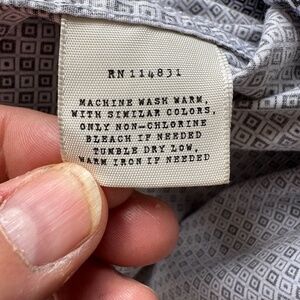 RN 114831
MACHINE WASH WARM,
WITH SIMILAR COLORS,
ONLY NON-CHLORINE
BLEACH IF NEEDED
TUMBLE DRY LOW,
WARM IRON IF NEEDED